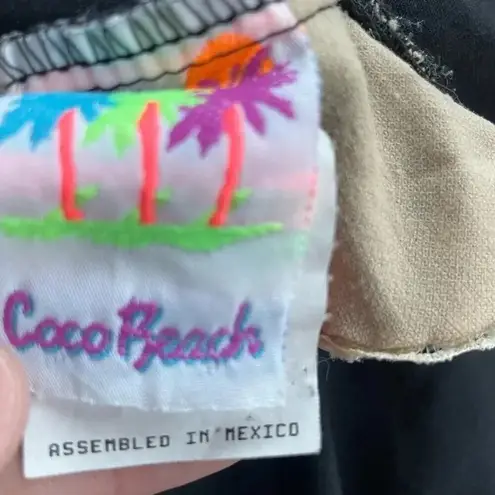 Coco Beach
ASSEMBLED IN MEXICO